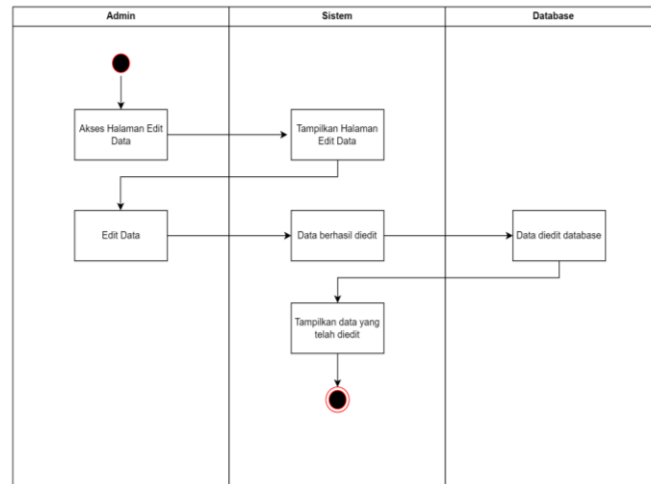 Admin
Sistem
Database
Akses Halaman Edit
Data
Tampilkan Halaman
Edit Data
Edit Data
Data berhasil diedit
Data diedit database
Tampilkan data yang
telah diedit